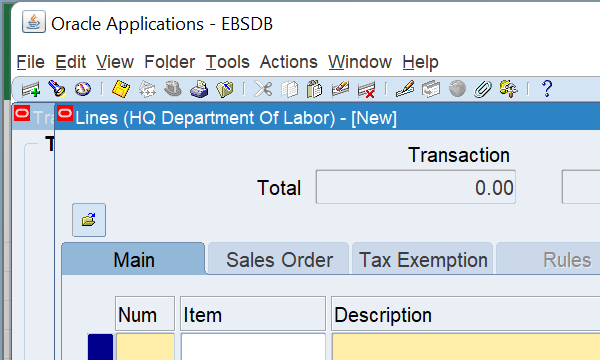 Oracle Applications - EBSDB
File Edit View Folder Tools Actions Window Help
Tra Lines (HQ Department Of Labor) - [New]
T Transaction
Total 0.00
Main Sales Order Tax Exemption Rules
Num Item Description